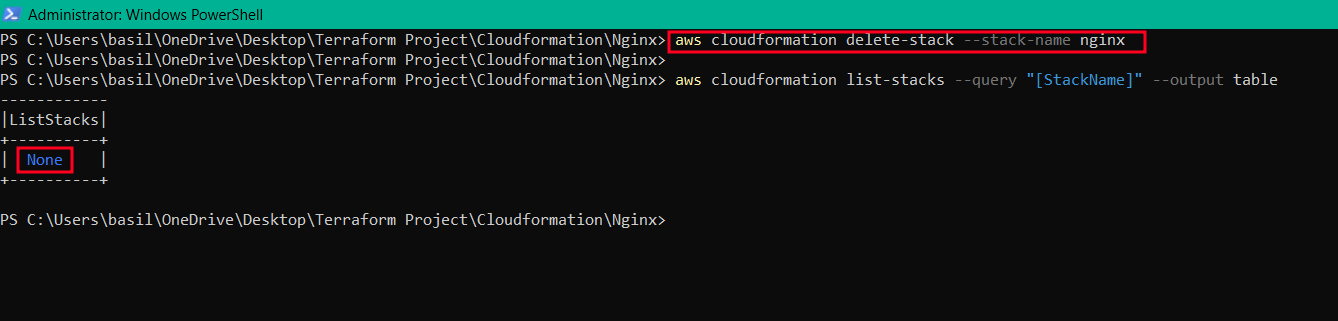 Administrator: Windows PowerShell
PS C:\Users\basil\OneDrive\Desktop\Terraform Project\Cloudformation\Nginx> aws cloudformation delete-stack --stack-name nginx
PS C:\Users\basil\OneDrive\Desktop\Terraform Project\Cloudformation\Nginx>
PS C:\Users\basil\OneDrive\Desktop\Terraform Project\Cloudformation\Nginx> aws cloudformation list-stacks --query "[StackName]" --output table
------------
|ListStacks|
+----------+
|  None    |
+----------+
PS C:\Users\basil\OneDrive\Desktop\Terraform Project\Cloudformation\Nginx>